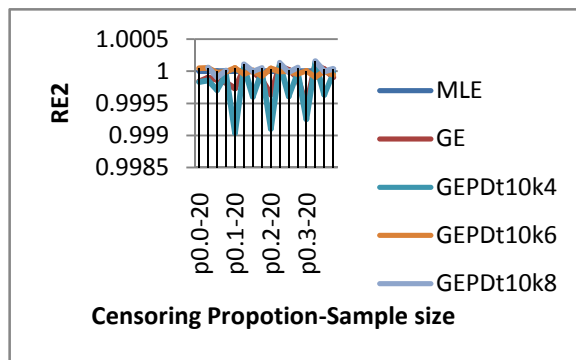 1.0005
1
0.9995
0.999
0.9985
RE2
p0.0-20
p0.1-20
p0.2-20
p0.3-20
Censoring Propotion-Sample size
MLE
GE
GEPDt10k4
GEPDt10k6
GEPDt10k8